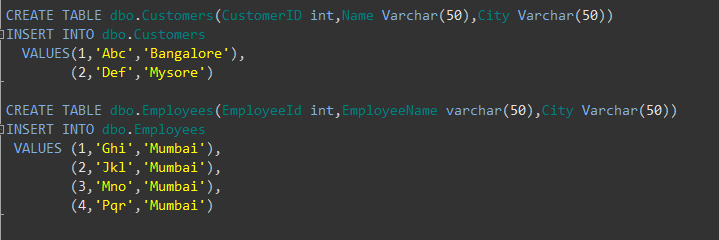 CREATE TABLE dbo.Customers(CustomerID int,Name Varchar(50),City Varchar(50))
INSERT INTO dbo.Customers
VALUES(1,'Abc','Bangalore'),
(2,'Def','Mysore')
CREATE TABLE dbo.Employees(EmployeeId int,EmployeeName varchar(50),City Varchar(50))
INSERT INTO dbo.Employees
VALUES (1,'Ghi','Mumbai'),
(2,'Jkl','Mumbai'),
(3,'Mno','Mumbai'),
(4,'Pqr','Mumbai')